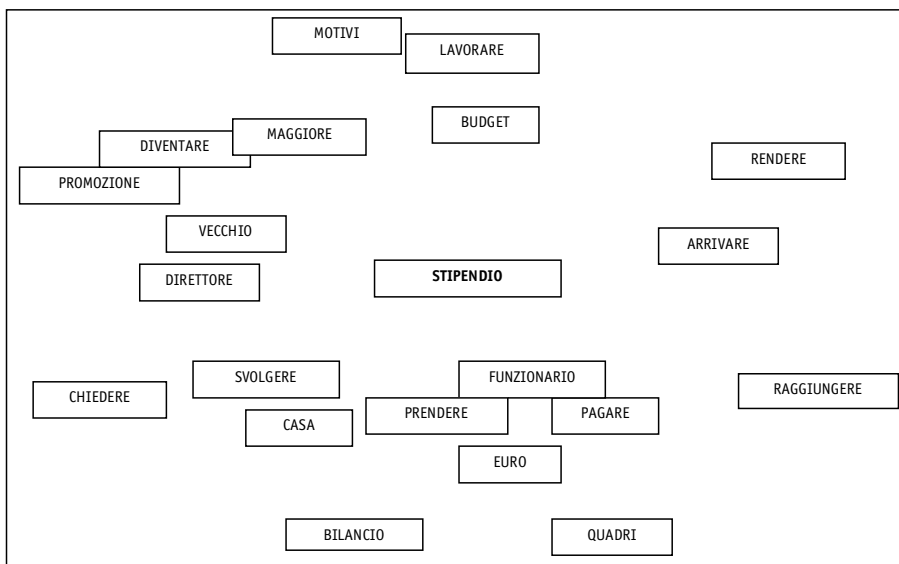 MOTIVI
LAVORARE
BUDGET
MAGGIORE
DIVENTARE
RENDERE
PROMOZIONE
VECCHIO
ARRIVARE
DIRETTORE
STIPENDIO
SVOLGERE
FUNZIONARIO
RAGGIUNGERE
CHIEDERE
PRENDERE
PAGARE
CASA
EURO
BILANCIO
QUADRI